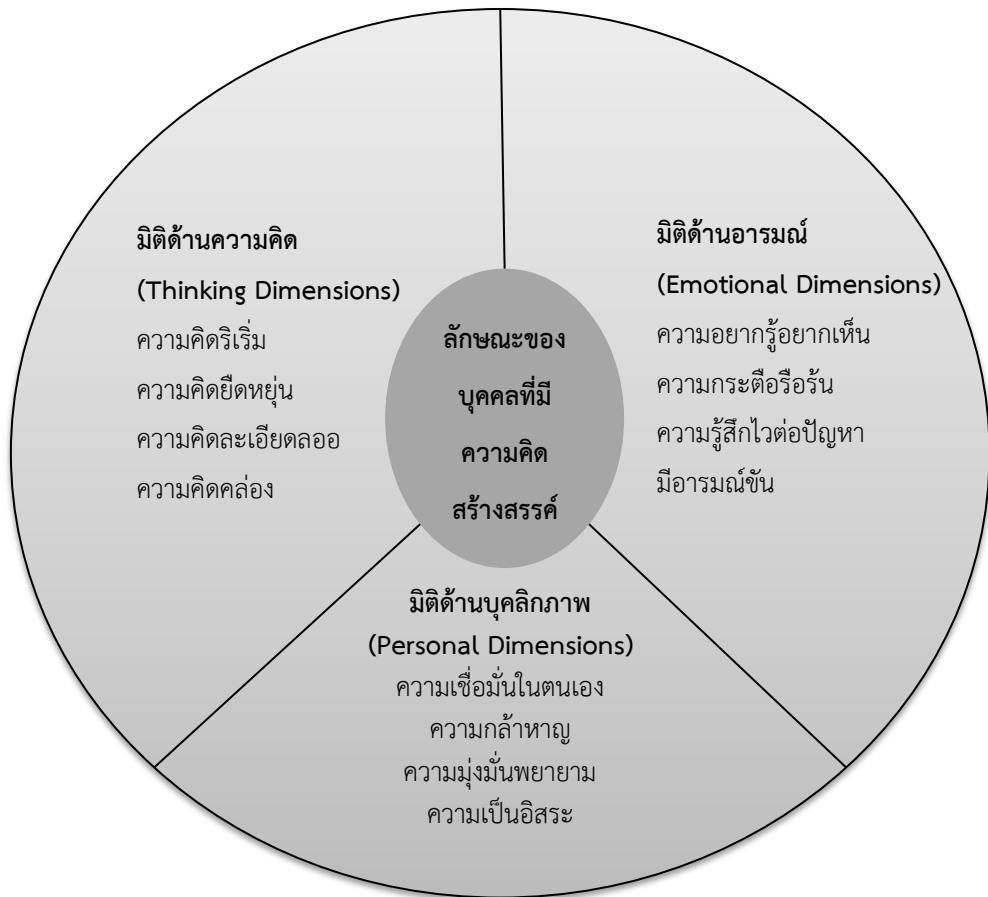 มิติด้านความคิด
(Thinking Dimensions)
ความคิดริเริ่ม
ความคิดยืดหยุ่น
ความคิดละเอียดลออ
ความคิดคล่อง
ลักษณะของ
บุคคลที่มี
ความคิด
สร้างสรรค์
มิติด้านอารมณ์
(Emotional Dimensions)
ความอยากรู้อยากเห็น
ความกระตือรือร้น
ความรู้สึกไวต่อปัญหา
มีอารมณ์ขัน
มิติด้านบุคลิกภาพ
(Personal Dimensions)
ความเชื่อมั่นในตนเอง
ความกล้าหาญ
ความมุ่งมั่นพยายาม
ความเป็นอิสระ